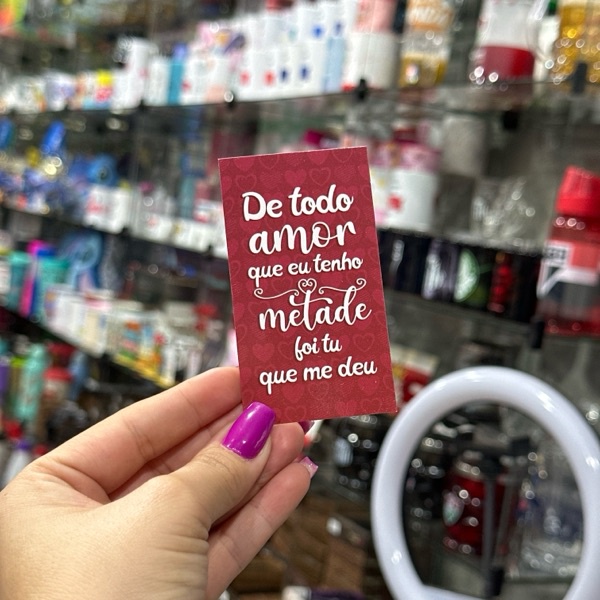 De todo
amor
que eu tenho
metade
foi tu
que me deu